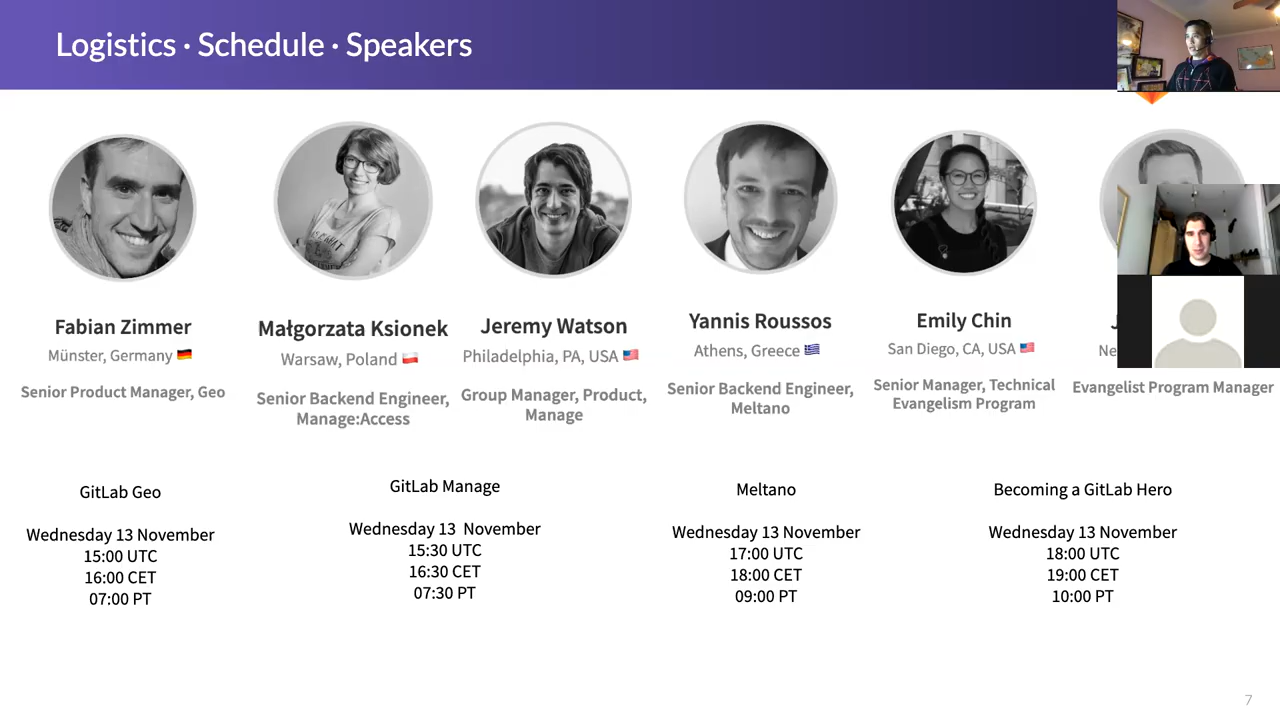 Logistics · Schedule · Speakers
Fabian Zimmer
Münster, Germany 🇩🇪
Senior Product Manager, Geo
Małgorzata Ksionek
Warsaw, Poland 🇵🇱
Senior Backend Engineer,
Manage:Access
Jeremy Watson
Philadelphia, PA, USA 🇺🇸
Group Manager, Product,
Manage
Yannis Roussos
Athens, Greece 🇬🇷
Senior Backend Engineer,
Meltano
Emily Chin
San Diego, CA, USA 🇺🇸
Senior Manager, Technical
Evangelism Program
Evangelist Program Manager
GitLab Geo
Wednesday 13 November
15:00 UTC
16:00 CET
07:00 PT
GitLab Manage
Wednesday 13 November
15:30 UTC
16:30 CET
07:30 PT
Meltano
Wednesday 13 November
17:00 UTC
18:00 CET
09:00 PT
Becoming a GitLab Hero
Wednesday 13 November
18:00 UTC
19:00 CET
10:00 PT
7